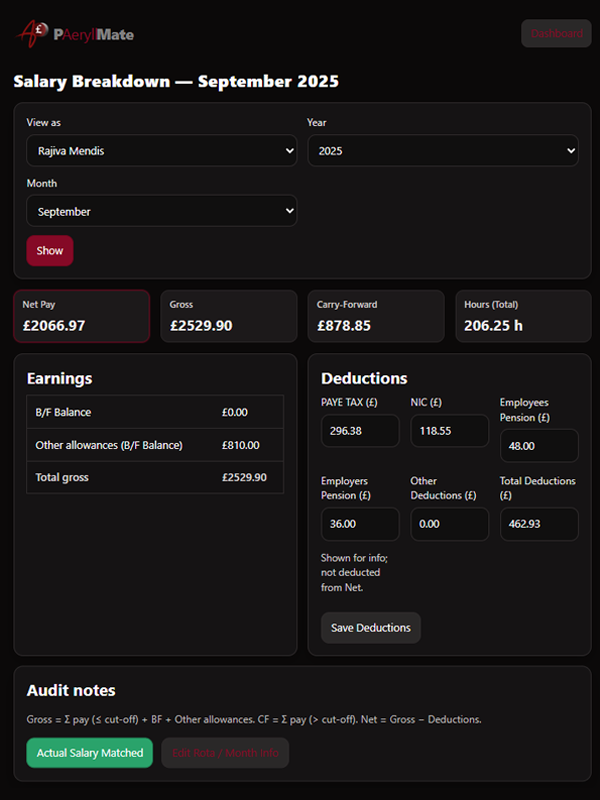 PAerylMate
Dashboard
Salary Breakdown — September 2025
View as
Year
Rajiva Mendis
2025
Month
September
Show
Net Pay
£2066.97
Gross
£2529.90
Carry-Forward
£878.85
Hours (Total)
206.25 h
Earnings
B/F Balance £0.00
Other allowances (B/F Balance) £810.00
Total gross £2529.90
Deductions
PAYE TAX (£)
296.38
NIC (£)
118.55
Employees
Pension (£)
48.00
Employers
Pension (£)
36.00
Other
Deductions (£)
0.00
Total Deductions
(£)
462.93
Shown for info;
not deducted
from Net.
Save Deductions
Audit notes
Gross = Σ pay (≤ cut-off) + BF + Other allowances. CF = Σ pay (> cut-off). Net = Gross − Deductions.
Actual Salary Matched
Edit Rota / Month Info